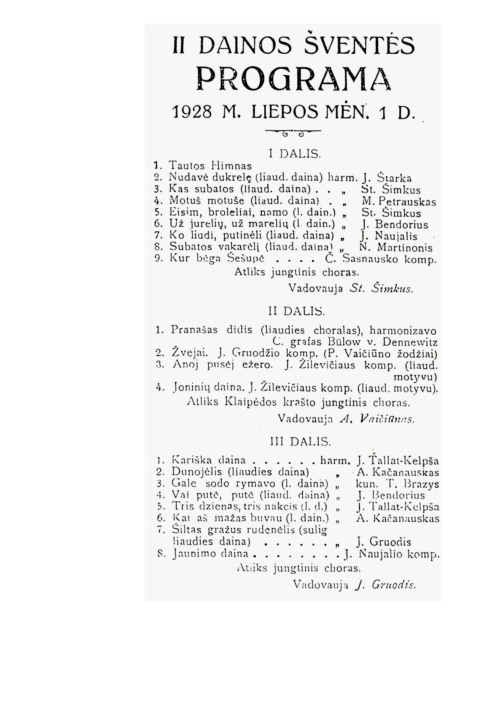 II DAINOS ŠVENTĖS
PROGRAMA
1928 M. LIEPOS MĖN. 1 D.
I DALIS.
1. Tautos Himnas
2. Nudavė dukrelę (liaud. daina) harm. J. Štarka
3. Kas subatos (liaud. daina) . . „ St. Šimkus
4. Motuš motuše (liaud. daina) . „ M. Petrauskas
5. Eisim, broleliai, namo (l. dain.) „ St. Šimkus
6. Už jurelių, už marelių (l. dain.) „ J. Bendorius
7. Ko liudi, putinėli (liaud. daina) „ J. Naujalis
8. Subatos vakarėlį (liaud. daina) „ N. Martinonis
9. Kur bėga Šešupė . . . . Č. Sasnausko komp.
Atliks jungtinis choras.
Vadovauja St. Šimkus.
II DALIS.
1. Pranašas didis (liaudies choralas), harmonizavo
C. grafas Bülow v. Dennewitz
2. Žvejai. J. Gruodžio komp. (P. Vaičiūno žodžiai)
3. Anoj pusėj ežero. J. Žilevičiaus komp. (liaud.
motyvu)
4. Joninių daina. J. Žilevičiaus komp. (liaud. motyvu).
Atliks Klaipėdos krašto jungtinis choras.
Vadovauja A. Vaičiūnas.
III DALIS.
1. Kariška daina . . . . . . harm. J. Tallat-Kelpša
2. Dunojėlis (liaudies daina) „ A. Kačanauskas
3. Gale sodo rymavo (l. daina) „ kun. T. Brazys
4. Vai putė, putė (liaud. daina) „ J. Bendorius
5. Tris dzienas, tris nakcis (l. d.) „ J. Tallat-Kelpša
6. Kai aš mažas buvau (l. dain.) „ A. Kačanauskas
7. Šiltas gražus rudenėlis (sulig
liaudies daina) . . . . . . „ J. Gruodis
8. Jaunimo daina . . . . . . . . J. Naujalio komp.
Atliks jungtinis choras.
Vadovauja J. Gruodis.